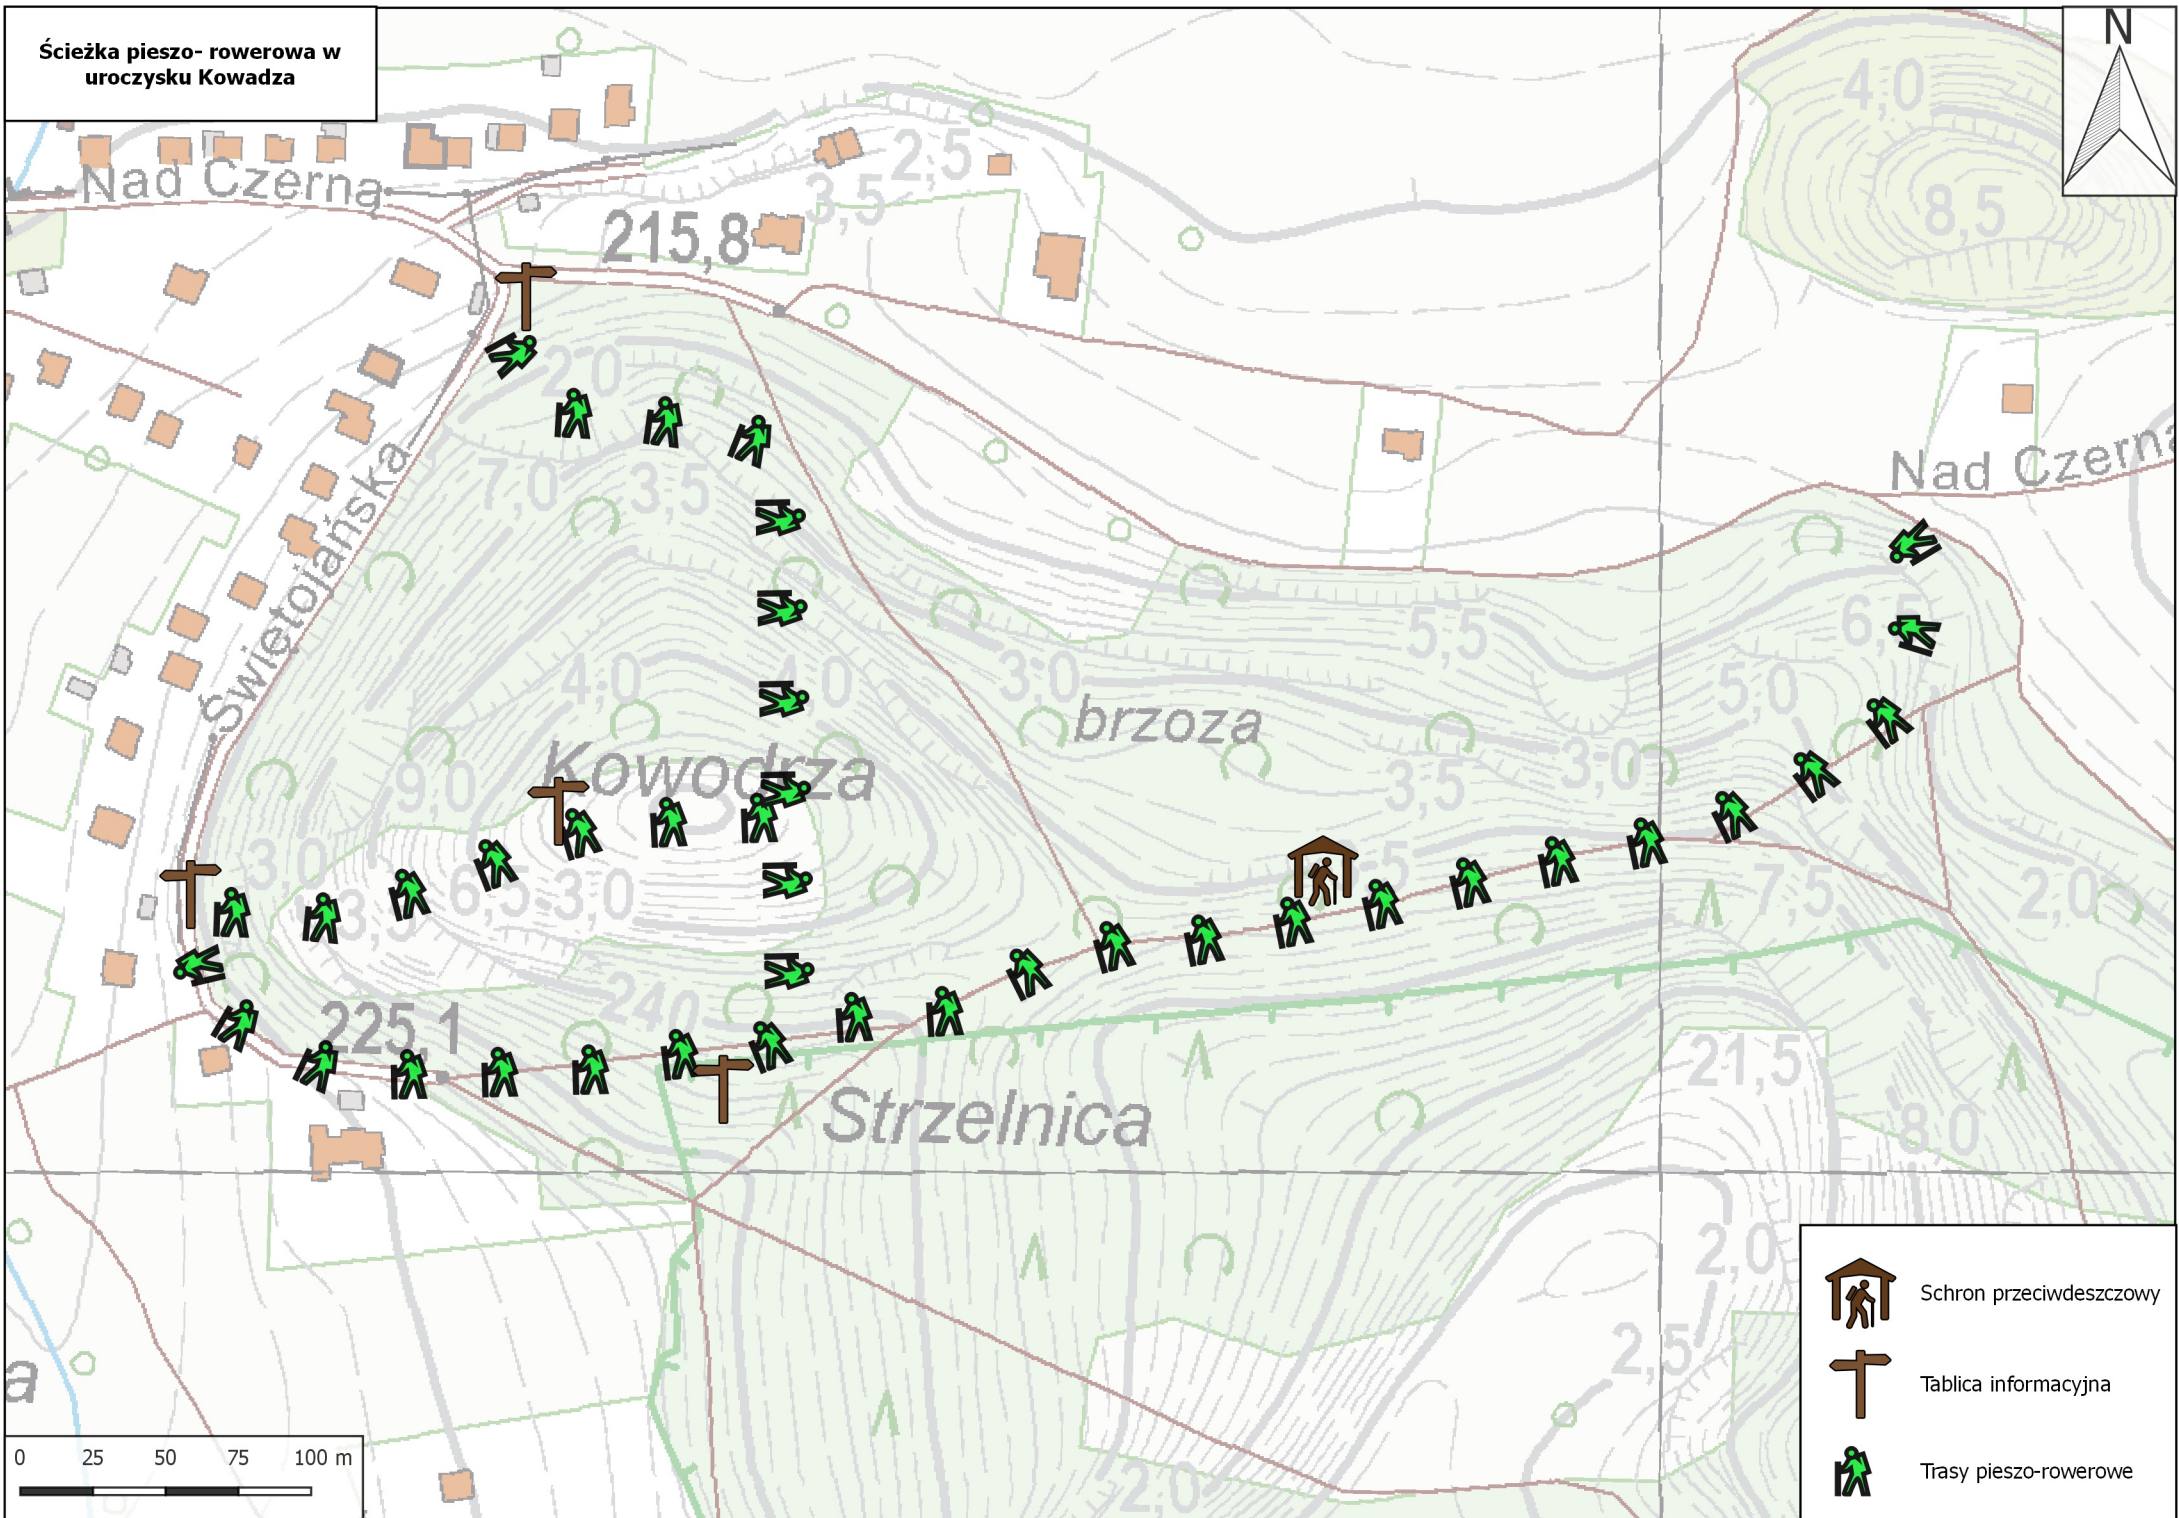 Ścieżka pieszo- rowerowa w
uroczysku Kowadza
N
4,0
8,5
Nad Czerną
2,5
3,5
215,8
2,0
7,0
3,5
Nad Czerną
Świętojańska
5,5
6,5
4,0
4,0
3,0
5,0
brzoza
Kowodrza
9,0
3,5
3,0
3,0
6,5
3,0
3,5
7,5
2,0
240
225,1
Strzelnica
21,5
8,0
2,0
2,5
2,0
a
Schron przeciwdeszczowy
Tablica informacyjna
Trasy pieszo-rowerowe
0 25 50 75 100 m